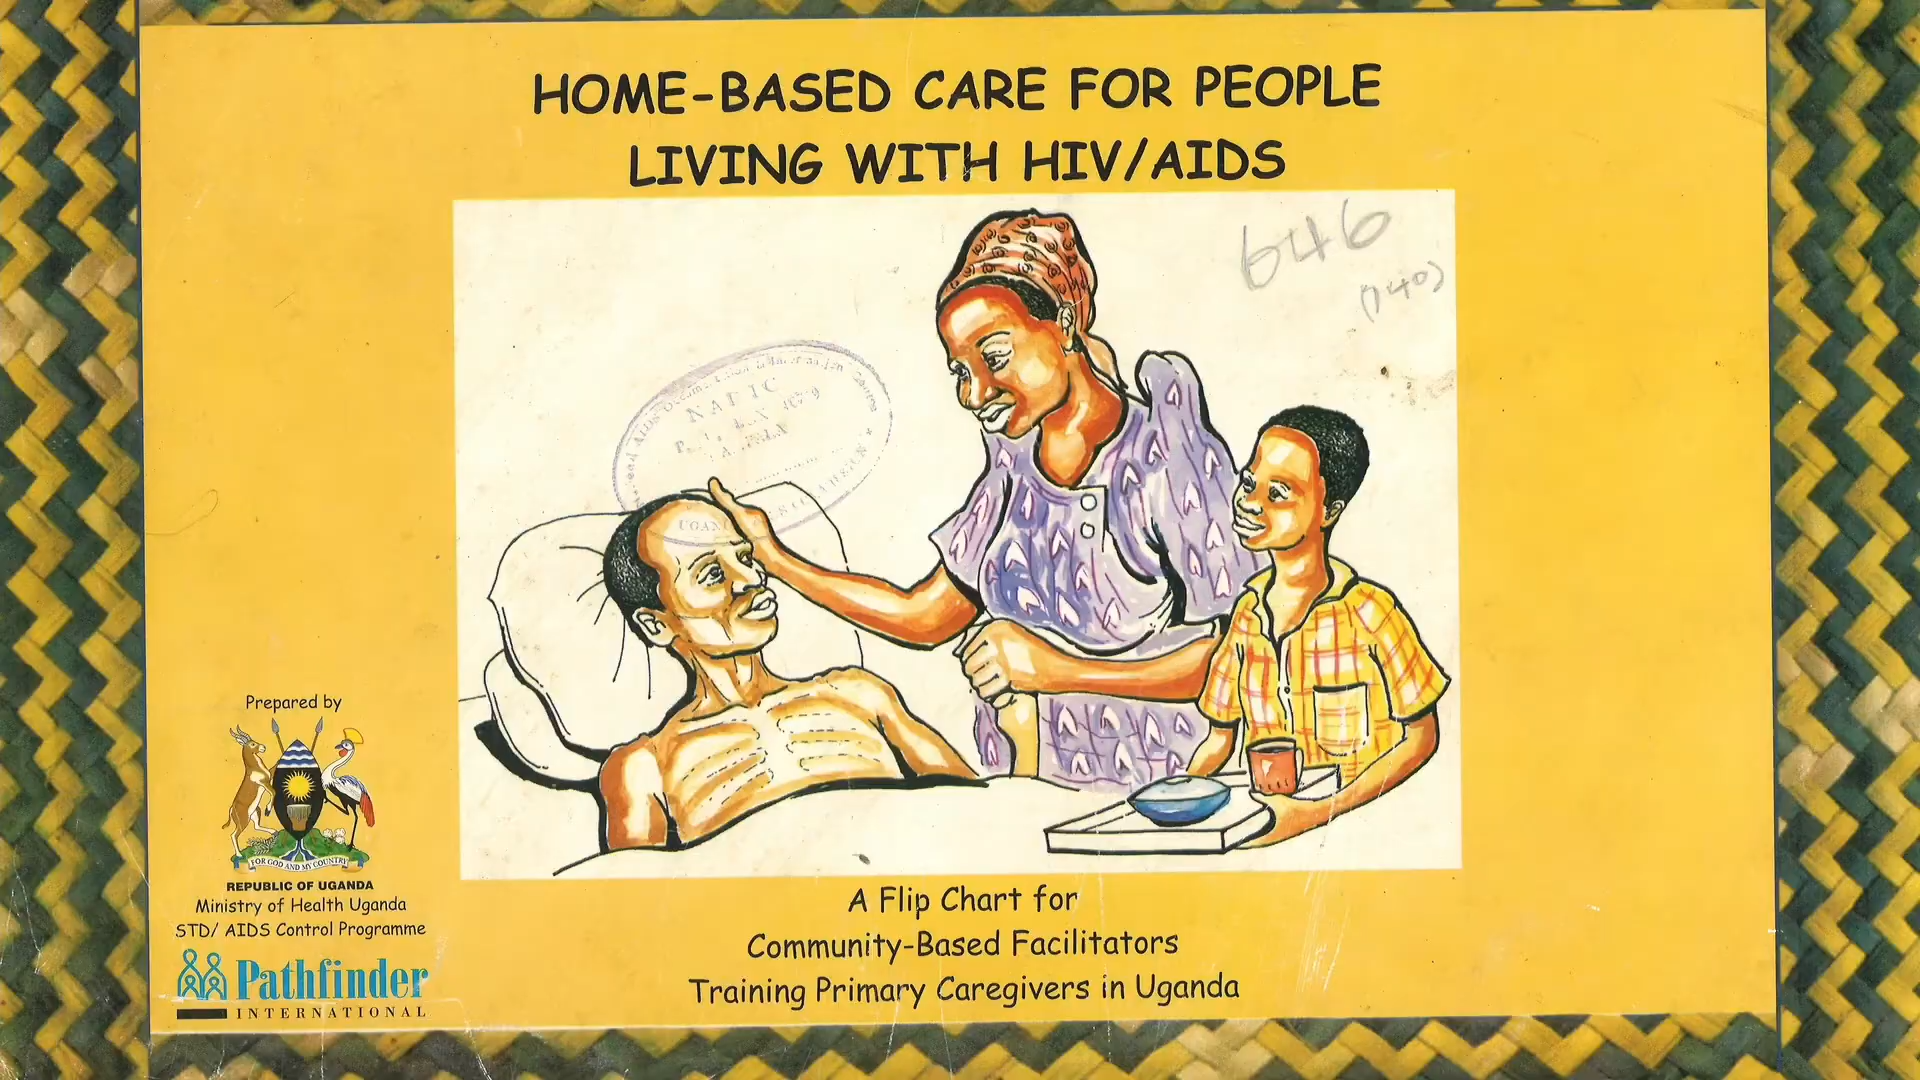 HOME-BASED CARE FOR PEOPLE
LIVING WITH HIV/AIDS
646
(140)
NATIC
UGAN
Prepared by
FOR GOD AND MY COUNTRY
REPUBLIC OF UGANDA
Ministry of Health Uganda
STD/ AIDS Control Programme
Pathfinder
INTERNATIONAL
A Flip Chart for
Community-Based Facilitators
Training Primary Caregivers in Uganda